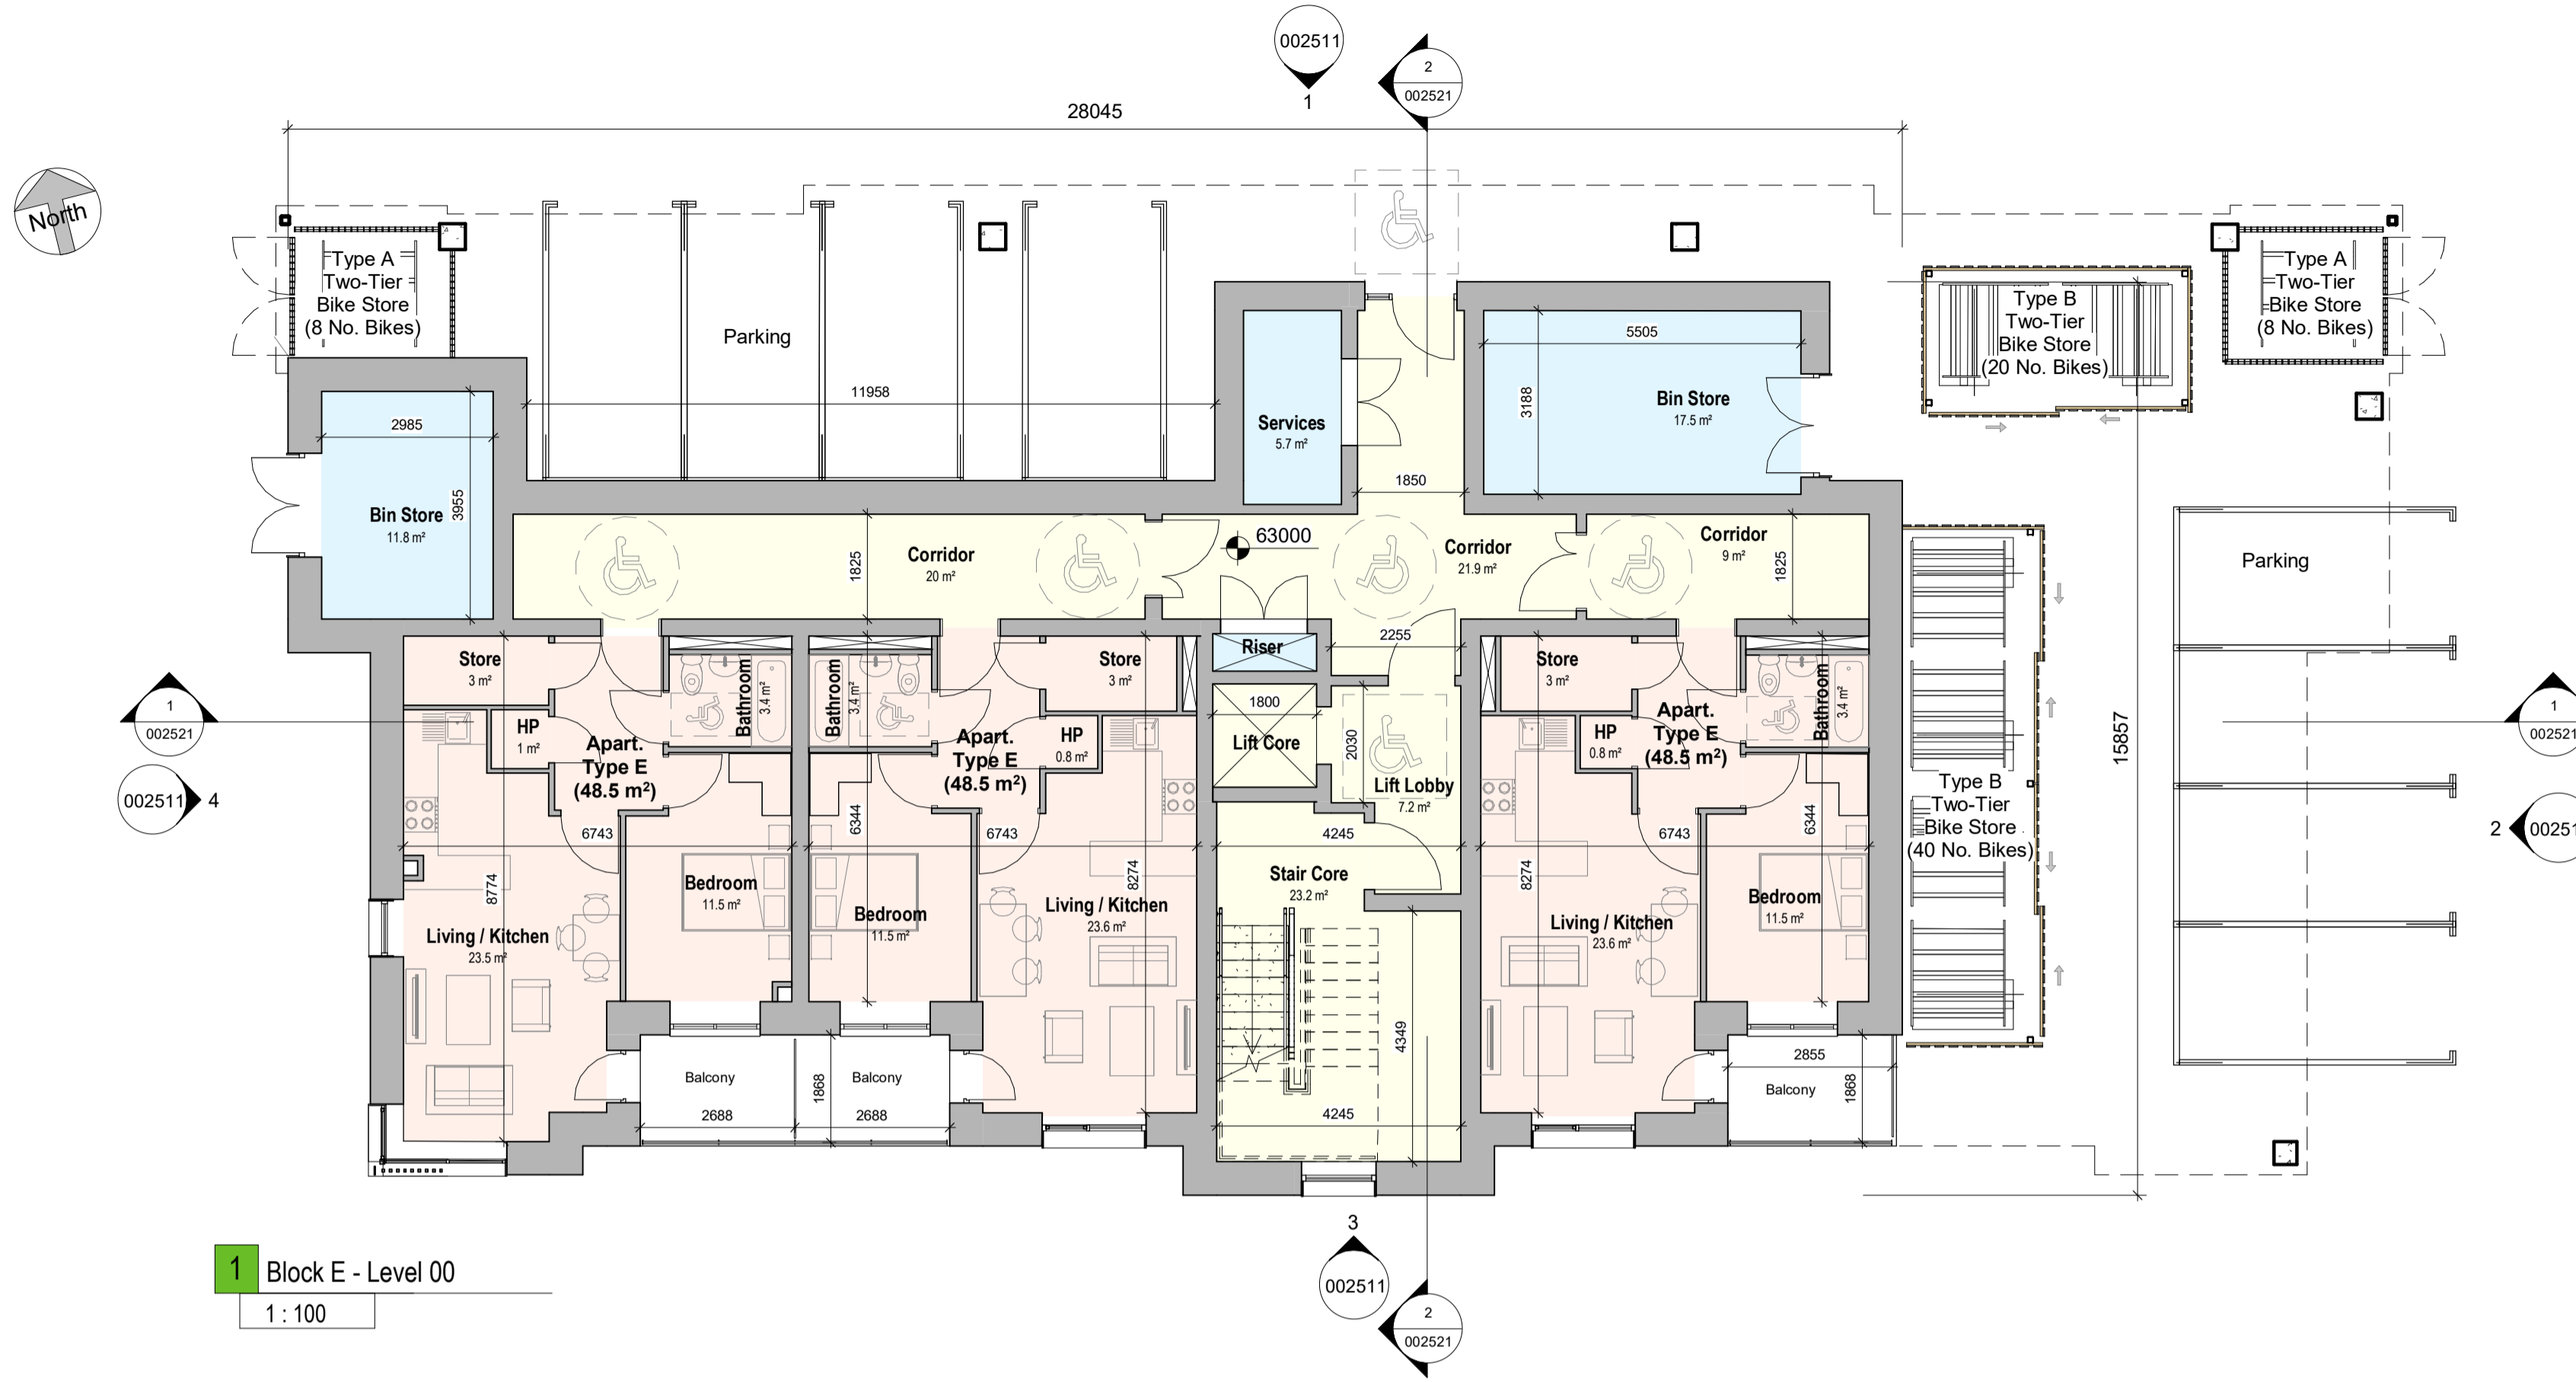 002511
1
2
002521
28045
North
Type A
Two-Tier
Bike Store
(8 No. Bikes)
Parking
11958
Type B
Two-Tier
Bike Store
(20 No. Bikes)
Type A
Two-Tier
Bike Store
(8 No. Bikes)
5505
3188
Bin Store
17.5 m²
Services
5.7 m²
1850
2985
3955
Bin Store
11.8 m²
1825
Corridor
20 m²
63000
Corridor
21.9 m²
Corridor
9 m²
1825
Parking
2255
Riser
Store
3 m²
Bathroom
3.4 m²
Bathroom
3.4 m²
Store
3 m²
Store
3 m²
Bathroom
3.4 m²
1
002521
1
002521
HP
1 m²
Apart.
Type E
(48.5 m²)
Apart.
Type E
(48.5 m²)
HP
0.8 m²
1800
Lift Core
2030
Lift Lobby
7.2 m²
HP
0.8 m²
Apart.
Type E
(48.5 m²)
15857
002511
4
Type B
Two-Tier
Bike Store
(40 No. Bikes)
2
00251
6743
6344
6743
4245
6743
6344
8774
Bedroom
11.5 m²
Bedroom
11.5 m²
8274
Living / Kitchen
23.6 m²
Stair Core
23.2 m²
8274
Bedroom
11.5 m²
Living / Kitchen
23.5 m²
Living / Kitchen
23.6 m²
4349
Balcony
1868
Balcony
2855
Balcony
1868
2688
2688
4245
3
002511
2
002521
1
Block E - Level 00
1 : 100